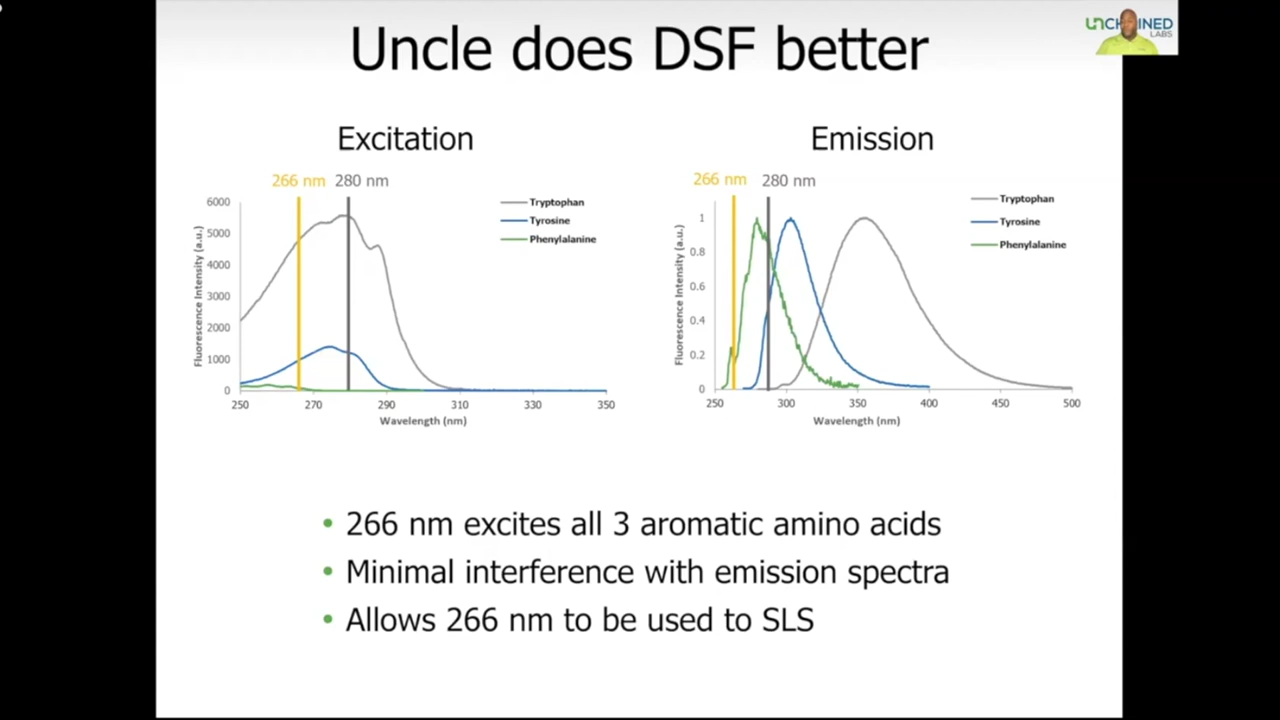 Uncle does DSF better
UNCHAINED
LABS
Excitation
266 nm 280 nm
6000
5000
4000
3000
2000
1000
0
Fluorescence Intensity (a.u.)
250 270 290 310 330 350
Wavelength (nm)
Tryptophan
Tyrosine
Phenylalanine
Emission
266 nm 280 nm
1
0.8
0.6
0.4
0.2
0
Fluorescence Intensity (a.u.)
250 300 350 400 450 500
Wavelength (nm)
Tryptophan
Tyrosine
Phenylalanine
• 266 nm excites all 3 aromatic amino acids
• Minimal interference with emission spectra
• Allows 266 nm to be used to SLS